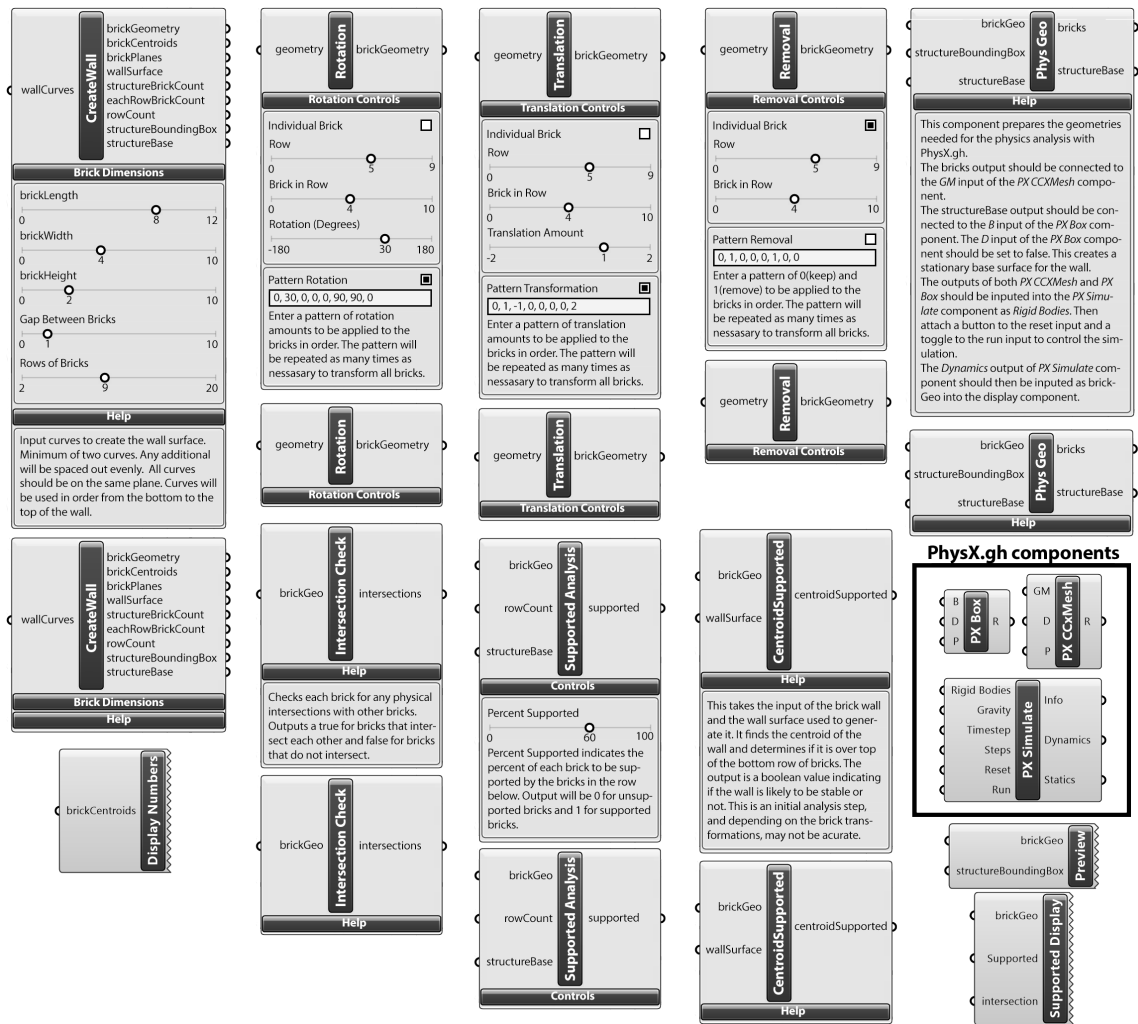 wallCurves
CreateWall
brickGeometry
brickCentroids
brickPlanes
wallSurface
structureBrickCount
eachRowBrickCount
rowCount
structureBoundingBox
structureBase
Brick Dimensions
brickLength
0 8 12
brickWidth
0 4 10
brickHeight
0 2 10
Gap Between Bricks
0 1 10
Rows of Bricks
2 9 20
Help
Input curves to create the wall surface.
Minimum of two curves. Any additional
will be spaced out evenly. All curves
should be on the same plane. Curves will
be used in order from the bottom to the
top of the wall.
wallCurves
CreateWall
brickGeometry
brickCentroids
brickPlanes
wallSurface
structureBrickCount
eachRowBrickCount
rowCount
structureBoundingBox
structureBase
Brick Dimensions
Help
brickCentroids
Display Numbers
geometry
Rotation
brickGeometry
Rotation Controls
Individual Brick
Row
0 5 9
Brick in Row
0 4 10
Rotation (Degrees)
-180 30 180
Pattern Rotation
0, 30, 0, 0, 0, 90, 90, 0
Enter a pattern of rotation
amounts to be applied to the
bricks in order. The pattern will
be repeated as many times as
nessasary to transform all bricks.
geometry
Rotation
brickGeometry
Rotation Controls
brickGeo
Intersection Check
intersections
Help
Checks each brick for any physical
intersections with other bricks.
Outputs a true for bricks that inter-
sect each other and false for bricks
that do not intersect.
brickGeo
Intersection Check
intersections
Help
geometry
Translation
brickGeometry
Translation Controls
Individual Brick
Row
0 5 9
Brick in Row
0 4 10
Translation Amount
-2 1 2
Pattern Transformation
0, 1, -1, 0, 0, 0, 0, 2
Enter a pattern of translation
amounts to be applied to the
bricks in order. The pattern will
be repeated as many times as
nessasary to transform all bricks.
geometry
Translation
brickGeometry
Translation Controls
brickGeo
rowCount
structureBase
Supported Analysis
supported
Controls
Percent Supported
0 60 100
Percent Supported indicates the
percent of each brick to be sup-
ported by the bricks in the row
below. Output will be 0 for unsup-
ported bricks and 1 for supported
bricks.
brickGeo
rowCount
structureBase
Supported Analysis
supported
Controls
geometry
Removal
brickGeometry
Removal Controls
Individual Brick
Row
0 5 9
Brick in Row
0 4 10
Pattern Removal
0, 1, 0, 0, 0, 1, 0, 0
Enter a pattern of 0(keep) and
1(remove) to be applied to the
bricks in order. The pattern will
be repeated as many times as
nessasary to transform all bricks.
geometry
Removal
brickGeometry
Removal Controls
brickGeo
wallSurface
CentroidSupported
centroidSupported
Help
This takes the input of the brick wall
and the wall surface used to gener-
ate it. It finds the centroid of the
wall and determines if it is over top
of the bottom row of bricks. The
output is a boolean value indicating
if the wall is likely to be stable or
not. This is an initial analysis step,
and depending on the brick trans-
formations, may not be acurate.
brickGeo
wallSurface
CentroidSupported
centroidSupported
Help
brickGeo
structureBoundingBox
structureBase
Phys Geo
bricks
structureBase
Help
This component prepares the geometries
needed for the physics analysis with
PhysX.gh.
The bricks output should be connected to
the GM input of the PX CCXMesh compo-
nent.
The structureBase output should be con-
nected to the B input of the PX Box com-
ponent. The D input of the PX Box compo-
nent should be set to false. This creates a
stationary base surface for the wall.
The outputs of both PX CCXMesh and PX
Box should be inputed into the PX Simu-
late component as Rigid Bodies. Then
attach a button to the reset input and a
toggle to the run input to control the sim-
ulation.
The Dynamics output of PX Simulate com-
ponent should then be inputed as brick-
Geo into the display component.
brickGeo
structureBoundingBox
structureBase
Phys Geo
bricks
structureBase
Help
PhysX.gh components
B
D
P
PX Box
R
GM
D
P
PX CCxMesh
R
Rigid Bodies
Gravity
Timestep
Steps
Reset
Run
PX Simulate
Info
Dynamics
Statics
brickGeo
structureBoundingBox
Preview
brickGeo
Supported
intersection
Supported Display